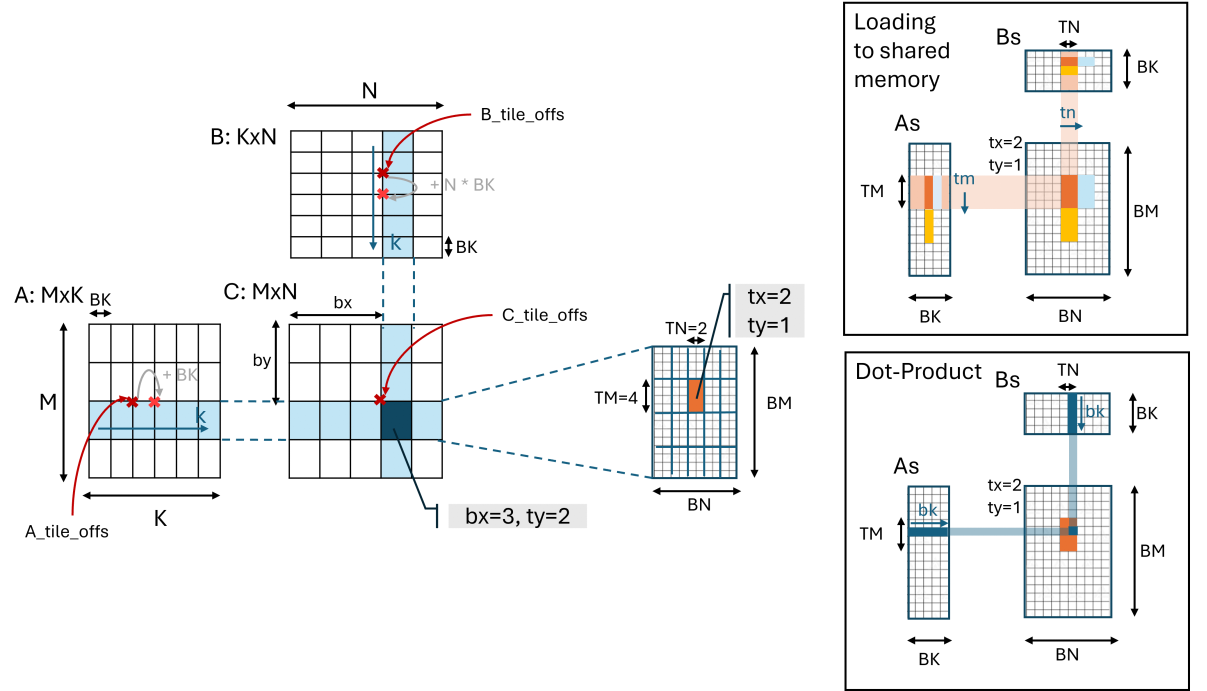 N
B: KxN
B_tile_offs
+ N * BK
k
BK
A: MxK
BK
M
+ BK
k
K
A_tile_offs
C: MxN
bx
by
C_tile_offs
bx=3, ty=2
tx=2
ty=1
TN=2
TM=4
BM
BN
Loading
to shared
memory
TN
Bs
BK
As
tn
tx=2
ty=1
TM
tm
BM
BK
BN
Dot-Product
TN
Bs
bk
BK
As
tx=2
ty=1
bk
TM
BM
BK
BN